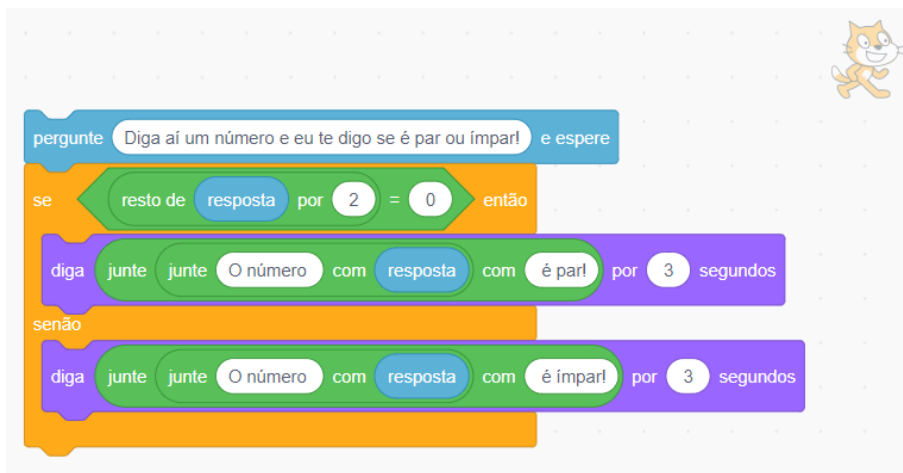 pergunte Diga aí um número e eu te digo se é par ou ímpar! e espere
se resto de resposta por 2 = 0 então
diga junte junte O número com resposta com é par! por 3 segundos
senão
diga junte junte O número com resposta com é ímpar! por 3 segundos